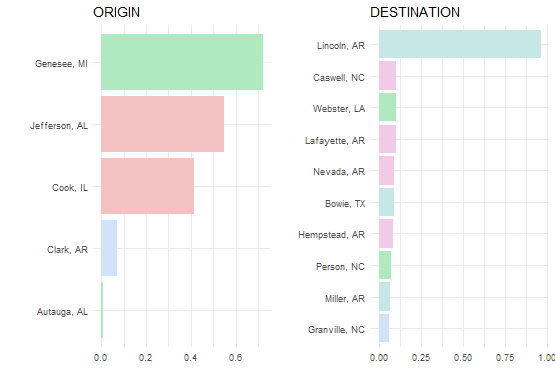 ORIGIN
Genesee, MI
Jefferson, AL
Cook, IL
Clark, AR
Autauga, AL
0.0 0.2 0.4 0.6
DESTINATION
Lincoln, AR
Caswell, NC
Webster, LA
Lafayette, AR
Nevada, AR
Bowie, TX
Hempstead, AR
Person, NC
Miller, AR
Granville, NC
0.00 0.25 0.50 0.75 1.00